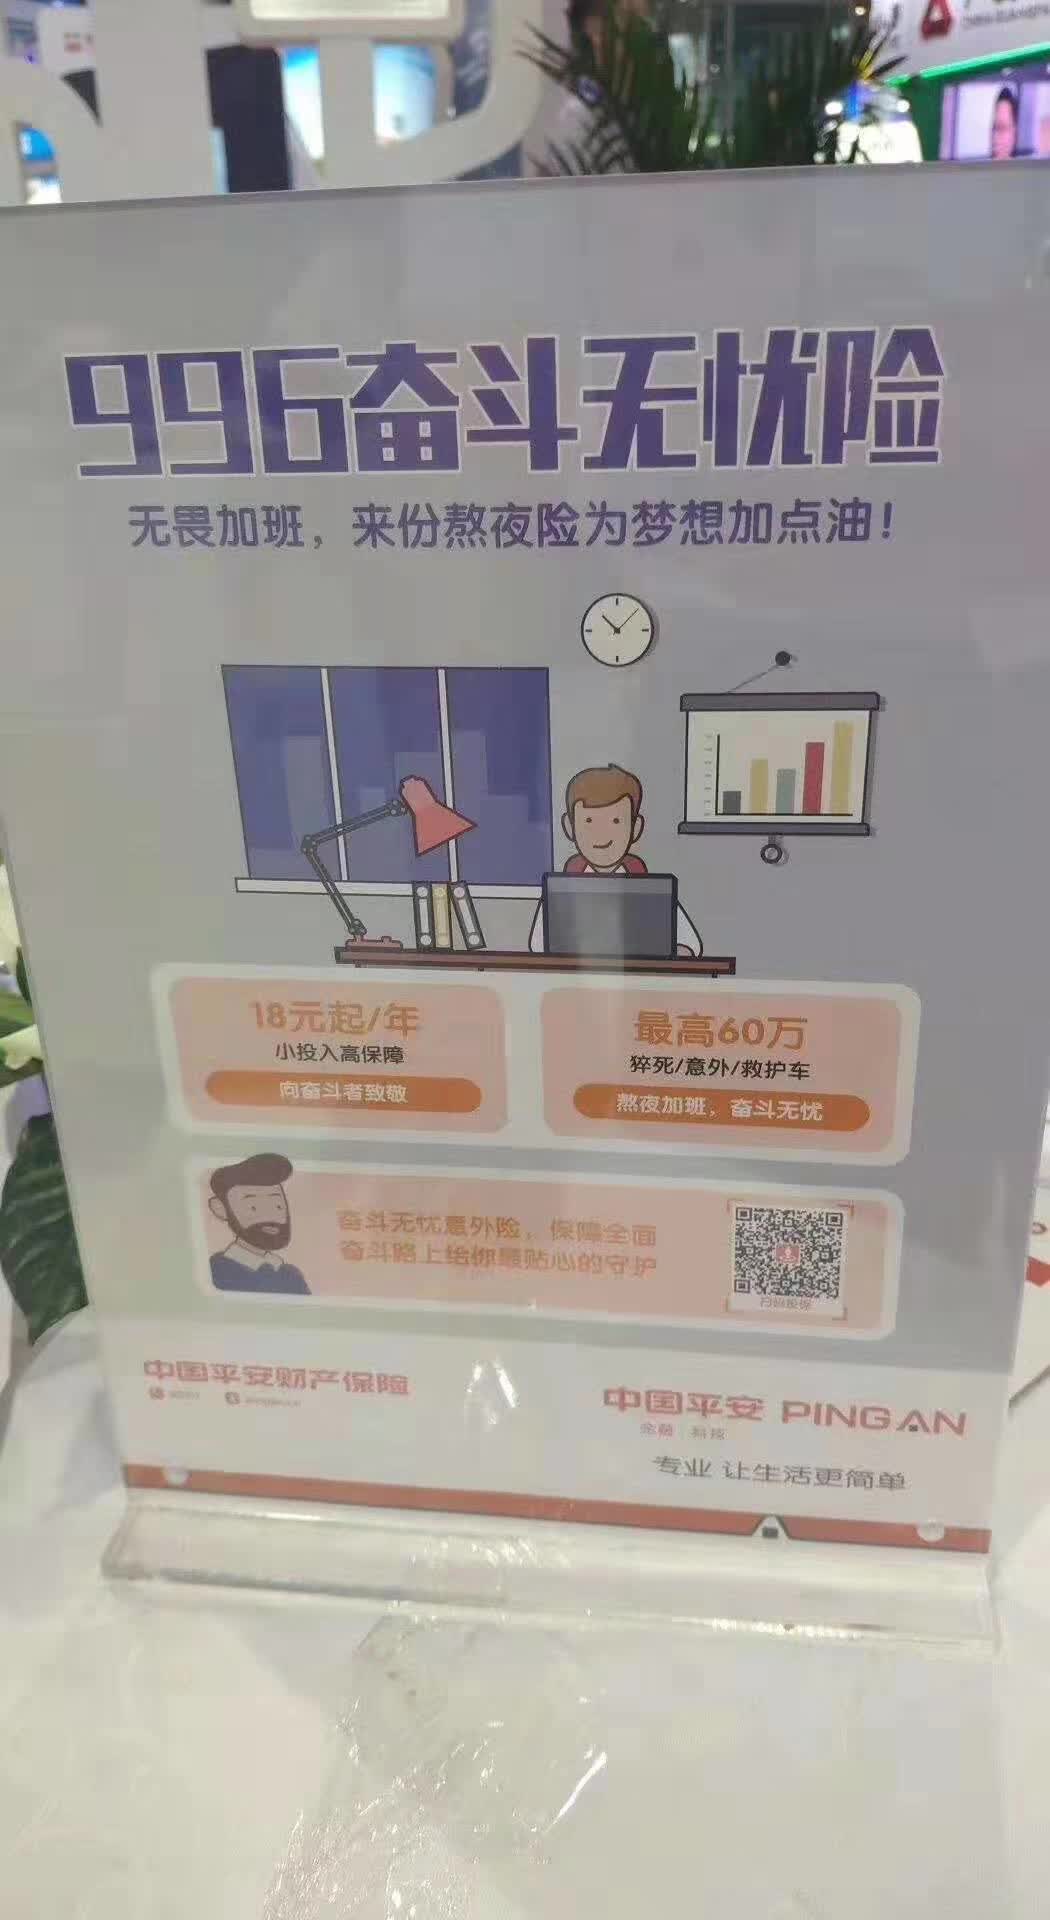 996奋斗无忧险
无畏加班，来份熬夜险为梦想加点油！
18元起/年
小投入高保障
向奋斗者致敬
最高60万
猝死/意外/救护车
熬夜加班，奋斗无忧
奋斗无忧意外险，保障全面
奋斗路上给你最贴心的守护
扫码投保
中国平安财产保险
中国平安 PING AN
金融·科技
专业 让生活更简单